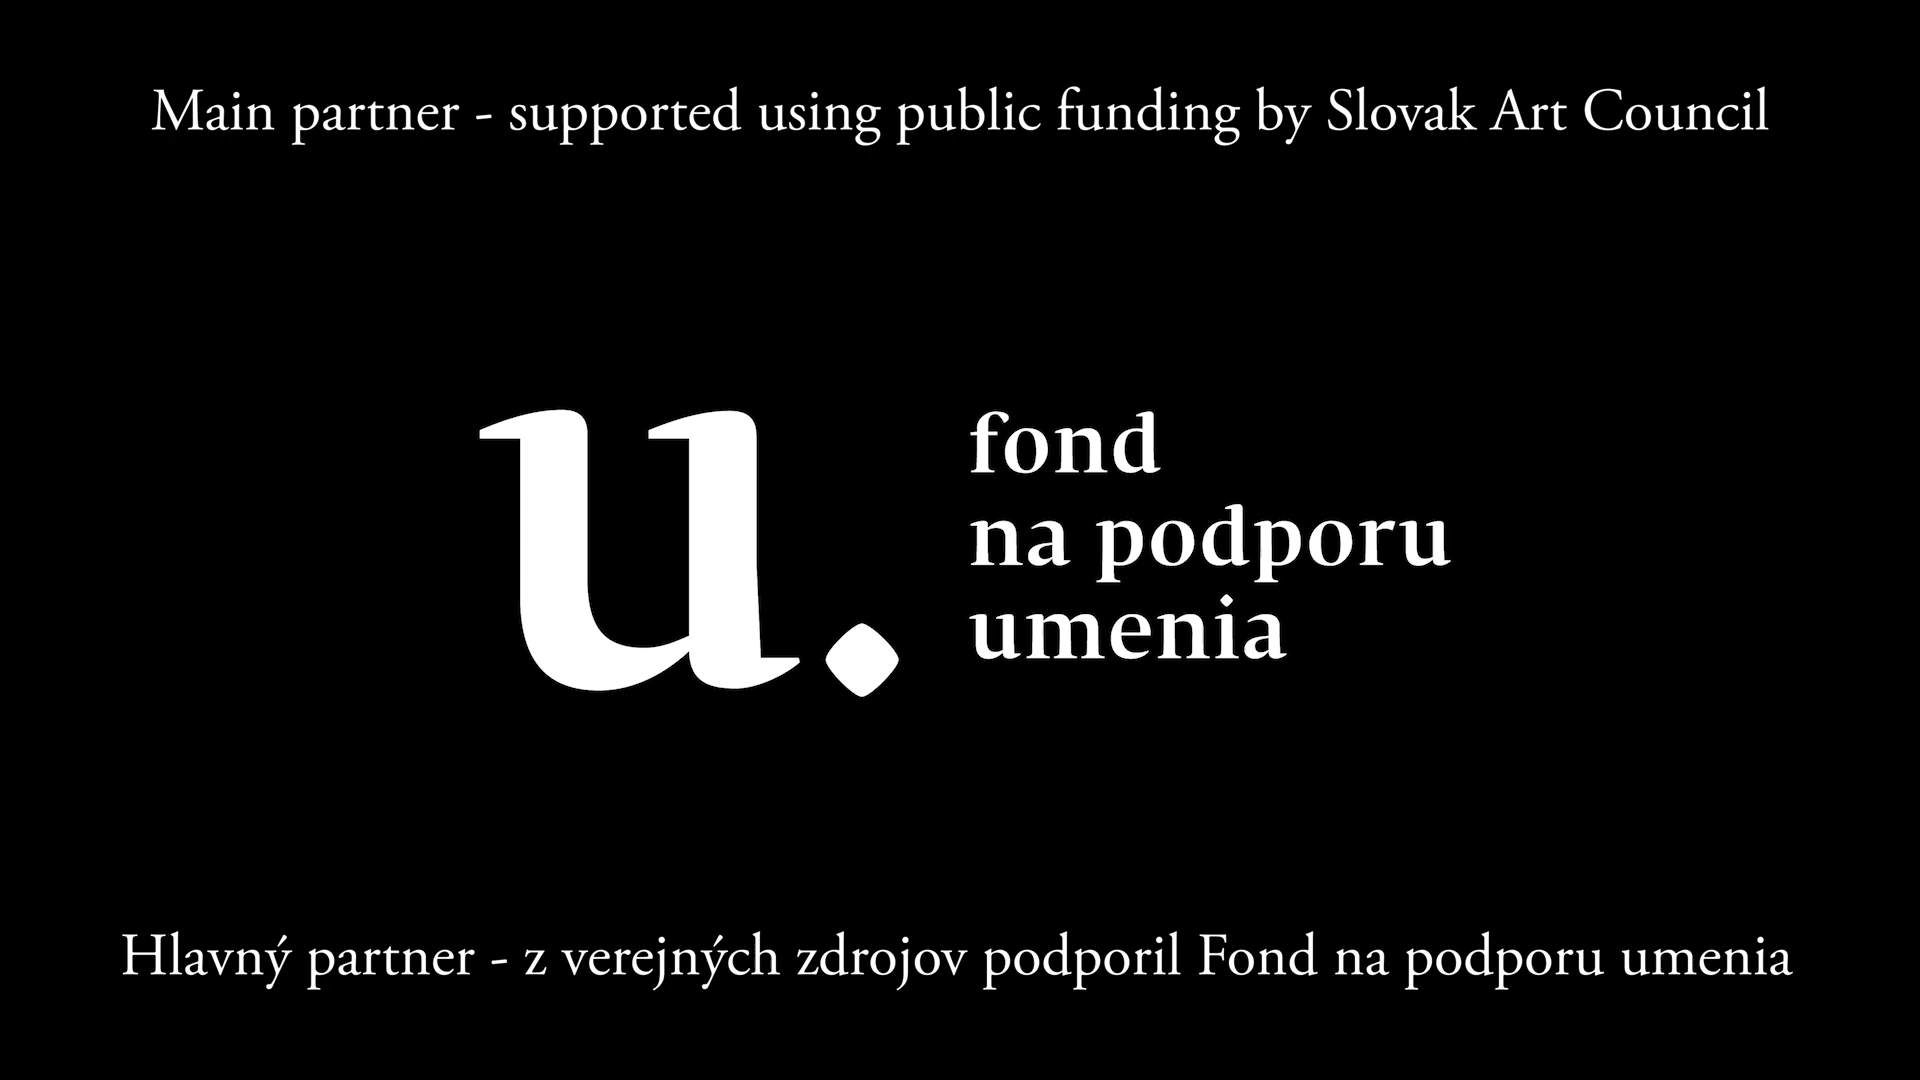 Main partner - supported using public funding by Slovak Art Council
u.
fond
na podporu
umenia
Hlavný partner - z verejných zdrojov podporil Fond na podporu umenia